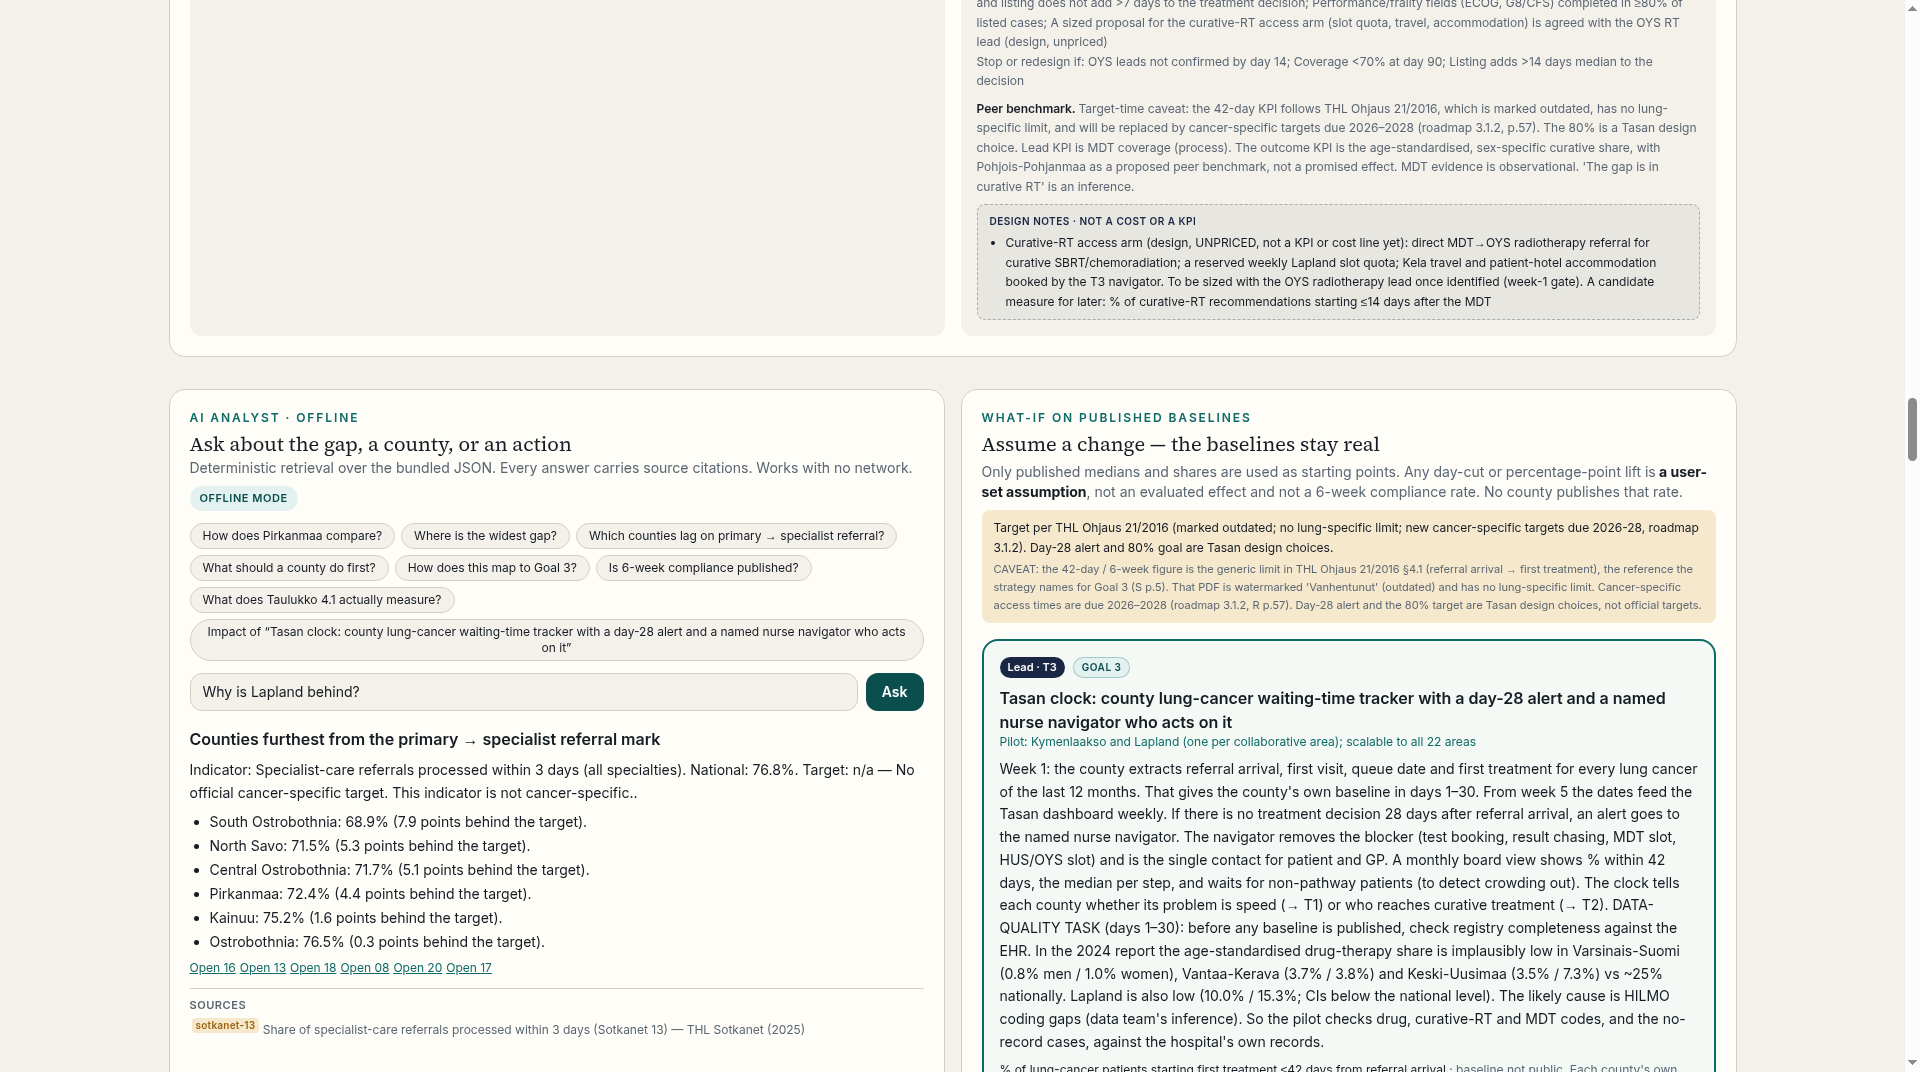 and listing does not add >7 days to the treatment decision; Performance/frailty fields (ECOG, G8/CFS) completed in ≥80% of
listed cases; A sized proposal for the curative-RT access arm (slot quota, travel, accommodation) is agreed with the OYS RT
lead (design, unpriced)
Stop or redesign if: OYS leads not confirmed by day 14; Coverage <70% at day 90; Listing adds >14 days median to the
decision
Peer benchmark. Target-time caveat: the 42-day KPI follows THL Ohjaus 21/2016, which is marked outdated, has no lung-
specific limit, and will be replaced by cancer-specific targets due 2026–2028 (roadmap 3.1.2, p.57). The 80% is a Tasan design
choice. Lead KPI is MDT coverage (process). The outcome KPI is the age-standardised, sex-specific curative share, with
Pohjois-Pohjanmaa as a proposed peer benchmark, not a promised effect. MDT evidence is observational. 'The gap is in
curative RT' is an inference.
DESIGN NOTES · NOT A COST OR A KPI
• Curative-RT access arm (design, UNPRICED, not a KPI or cost line yet): direct MDT→OYS radiotherapy referral for
curative SBRT/chemoradiation; a reserved weekly Lapland slot quota; Kela travel and patient-hotel accommodation
booked by the T3 navigator. To be sized with the OYS radiotherapy lead once identified (week-1 gate). A candidate
measure for later: % of curative-RT recommendations starting ≤14 days after the MDT
AI ANALYST · OFFLINE
Ask about the gap, a county, or an action
Deterministic retrieval over the bundled JSON. Every answer carries source citations. Works with no network.
OFFLINE MODE
How does Pirkanmaa compare?
Where is the widest gap?
Which counties lag on primary → specialist referral?
What should a county do first?
How does this map to Goal 3?
Is 6-week compliance published?
What does Taulukko 4.1 actually measure?
Impact of “Tasan clock: county lung-cancer waiting-time tracker with a day-28 alert and a named nurse navigator who acts
on it”
Why is Lapland behind?
Ask
Counties furthest from the primary → specialist referral mark
Indicator: Specialist-care referrals processed within 3 days (all specialties). National: 76.8%. Target: n/a — No
official cancer-specific target. This indicator is not cancer-specific..
• South Ostrobothnia: 68.9% (7.9 points behind the target).
• North Savo: 71.5% (5.3 points behind the target).
• Central Ostrobothnia: 71.7% (5.1 points behind the target).
• Pirkanmaa: 72.4% (4.4 points behind the target).
• Kainuu: 75.2% (1.6 points behind the target).
• Ostrobothnia: 76.5% (0.3 points behind the target).
Open 16 Open 13 Open 18 Open 08 Open 20 Open 17
SOURCES
sotkanet-13 Share of specialist-care referrals processed within 3 days (Sotkanet 13) — THL Sotkanet (2025)
WHAT-IF ON PUBLISHED BASELINES
Assume a change — the baselines stay real
Only published medians and shares are used as starting points. Any day-cut or percentage-point lift is a user-
set assumption, not an evaluated effect and not a 6-week compliance rate. No county publishes that rate.
Target per THL Ohjaus 21/2016 (marked outdated; no lung-specific limit; new cancer-specific targets due 2026-28, roadmap
3.1.2). Day-28 alert and 80% goal are Tasan design choices.
CAVEAT: the 42-day / 6-week figure is the generic limit in THL Ohjaus 21/2016 §4.1 (referral arrival → first treatment), the reference the
strategy names for Goal 3 (S p.5). That PDF is watermarked 'Vanhentunut' (outdated) and has no lung-specific limit. Cancer-specific
access times are due 2026–2028 (roadmap 3.1.2, R p.57). Day-28 alert and the 80% target are Tasan design choices, not official targets.
Lead · T3
GOAL 3
Tasan clock: county lung-cancer waiting-time tracker with a day-28 alert and a named
nurse navigator who acts on it
Pilot: Kymenlaakso and Lapland (one per collaborative area); scalable to all 22 areas
Week 1: the county extracts referral arrival, first visit, queue date and first treatment for every lung cancer
of the last 12 months. That gives the county's own baseline in days 1–30. From week 5 the dates feed the
Tasan dashboard weekly. If there is no treatment decision 28 days after referral arrival, an alert goes to
the named nurse navigator. The navigator removes the blocker (test booking, result chasing, MDT slot,
HUS/OYS slot) and is the single contact for patient and GP. A monthly board view shows % within 42
days, the median per step, and waits for non-pathway patients (to detect crowding out). The clock tells
each county whether its problem is speed (→ T1) or who reaches curative treatment (→ T2). DATA-
QUALITY TASK (days 1–30): before any baseline is published, check registry completeness against the
EHR. In the 2024 report the age-standardised drug-therapy share is implausibly low in Varsinais-Suomi
(0.8% men / 1.0% women), Vantaa-Kerava (3.7% / 3.8%) and Keski-Uusimaa (3.5% / 7.3%) vs ~25%
nationally. Lapland is also low (10.0% / 15.3%; CIs below the national level). The likely cause is HILMO
coding gaps (data team's inference). So the pilot checks drug, curative-RT and MDT codes, and the no-
record cases, against the hospital's own records.
% of lung-cancer patients starting first treatment ≤42 days from referral arrival · baseline not public. Each county's own